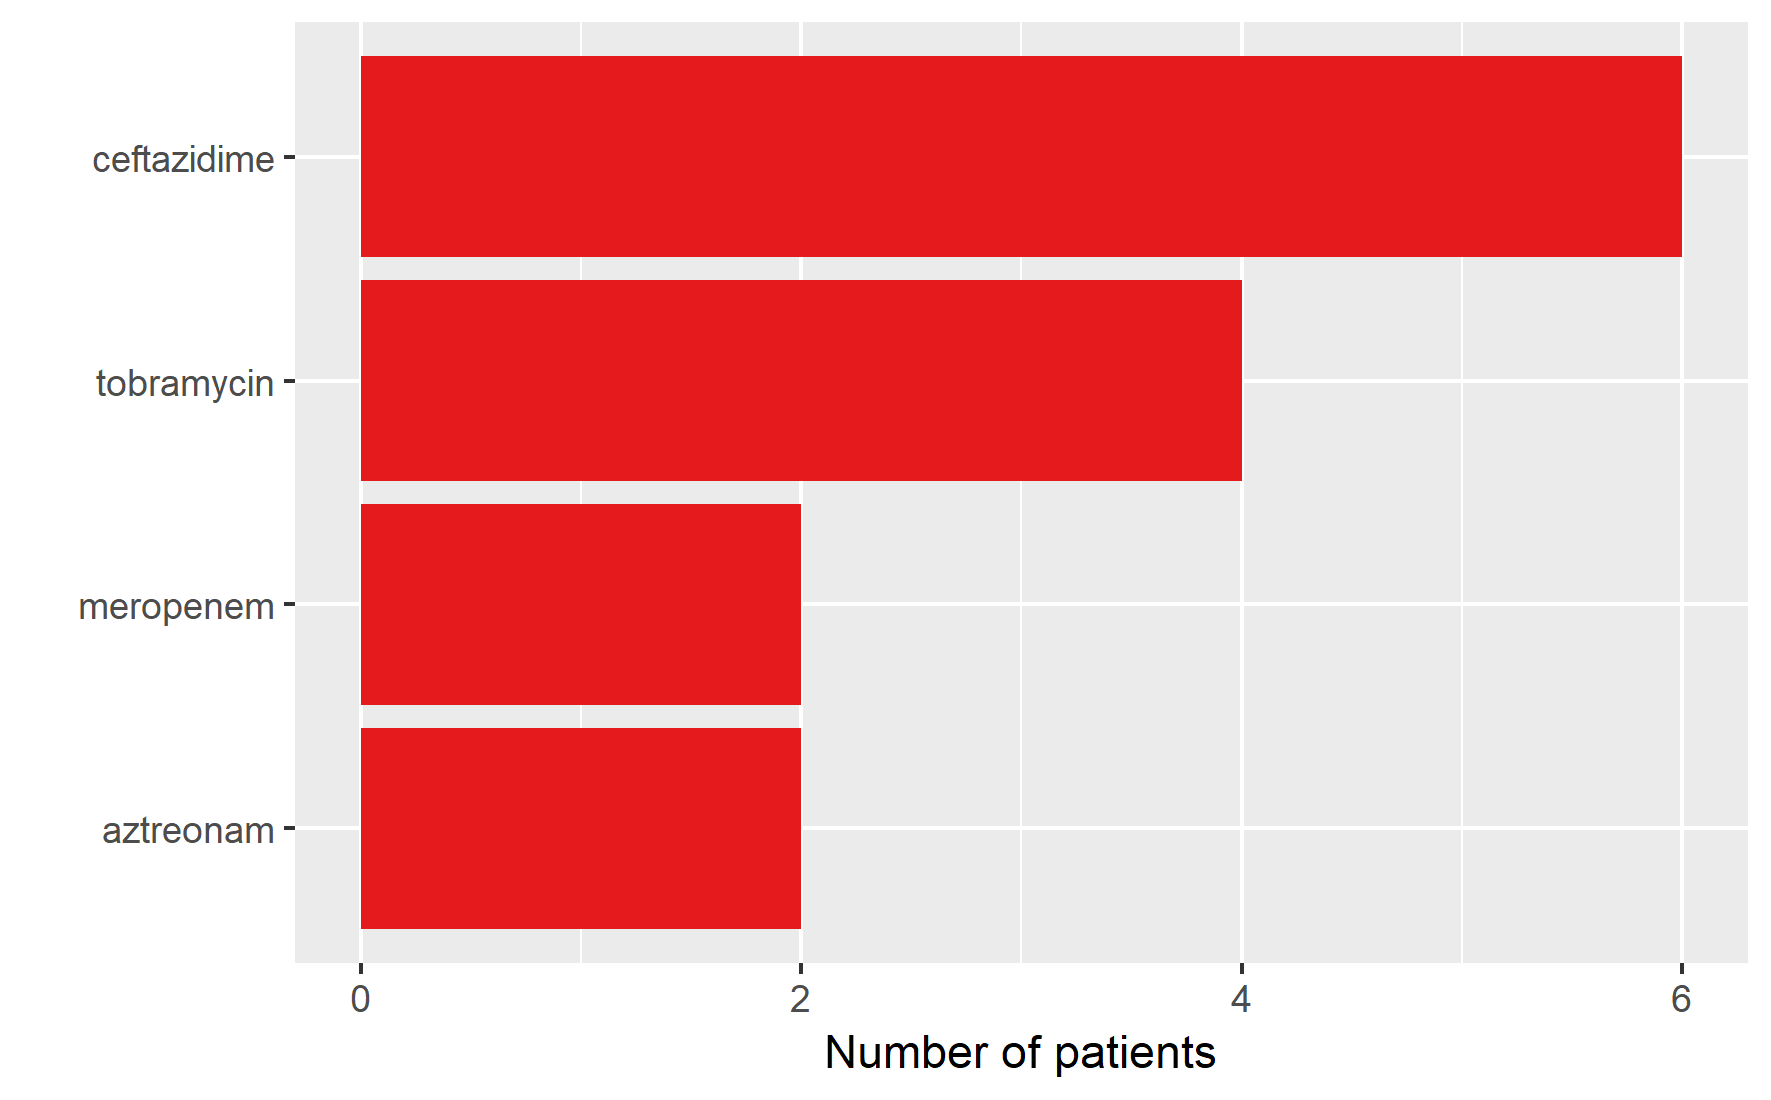 ceftazidime
tobramycin
meropenem
aztreonam
0 2 4 6
Number of patients